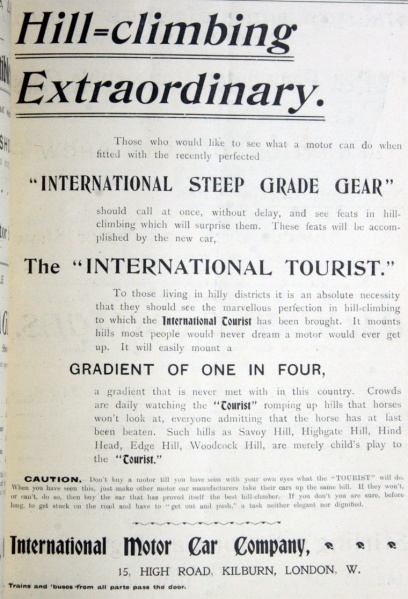 Hill=climbing
Extraordinary.
Those who would like to see what a motor can do when
fitted with the recently perfected
"INTERNATIONAL STEEP GRADE GEAR"
should call at once, without delay, and see feats in hill-
climbing which will surprise them. These feats will be accom-
plished by the new car,
The "INTERNATIONAL TOURIST."
To those living in hilly districts it is an absolute necessity
that they should see the marvellous perfection in hill-climbing
to which the International Tourist has been brought. It mounts
hills most people would never dream a motor would ever get
up. It will easily mount a
GRADIENT OF ONE IN FOUR,
a gradient that is never met with in this country. Crowds
are daily watching the "Tourist" romping up hills that horses
won't look at, everyone admitting that the horse has at last
been beaten. Such hills as Savoy Hill, Highgate Hill, Hind
Head, Edge Hill, Woodcock Hill, are merely child's play to
the "Tourist."
CAUTION.—Don't buy a motor till you have seen with your own eyes what the "TOURIST" will do.
When you have seen this, just make other motor car manufacturers take their cars up the same hill. If they won't,
or can't, do so, then buy the car that has proved itself the best hill-climber. If you don't you are sure, before
long, to get stuck on the road and have to "get out and push," a task neither elegant nor dignified.
International Motor Car Company,
15, HIGH ROAD, KILBURN, LONDON, W.
Trains and 'buses from all parts pass the door.